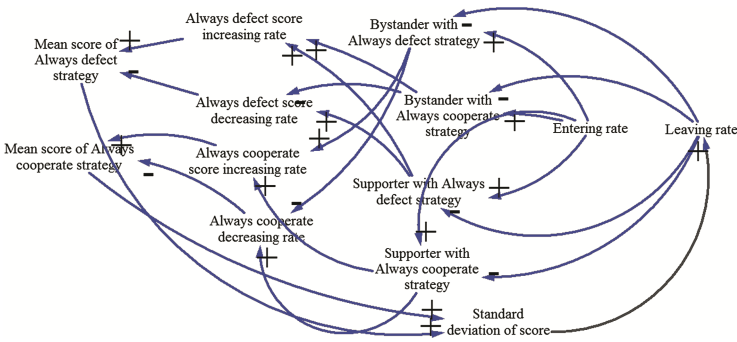 Always defect score
increasing rate
Bystander with
Always defect strategy
Mean score of
Always defect
strategy
Always defect score
decreasing rate
Bystander with
Always cooperate
strategy
Entering rate
Leaving rate
Mean score of Always
cooperate strategy
Always cooperate
score increasing rate
Supporter with Always
defect strategy
Always cooperate
decreasing rate
Supporter with
Always cooperate
strategy
Standard
deviation of score